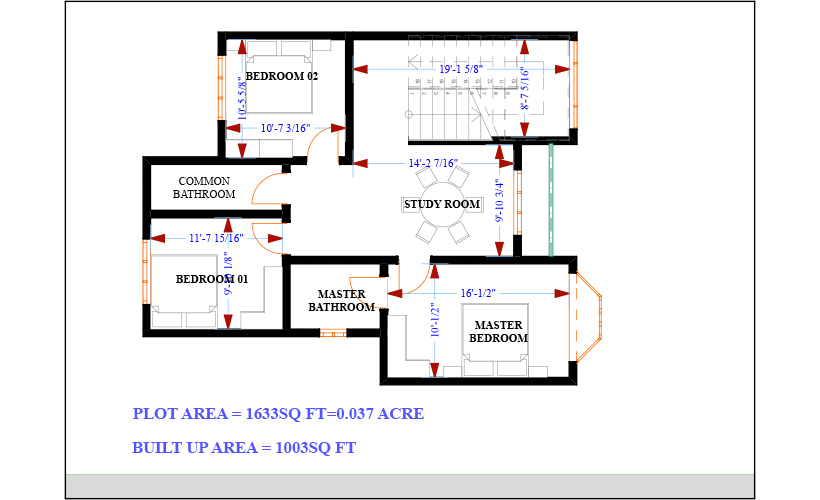 BEDROOM 02
10'-5 5/8"
10'-7 3/16"
19'-1 5/8"
8'-7 5/16"
14'-2 7/16"
COMMON
BATHROOM
STUDY ROOM
9'-10 3/4"
11'-7 15/16"
BEDROOM 01
1/8"
MASTER
BATHROOM
16'-1/2"
10'-1/2"
MASTER
BEDROOM
PLOT AREA = 1633SQ FT=0.037 ACRE
BUILT UP AREA = 1003SQ FT